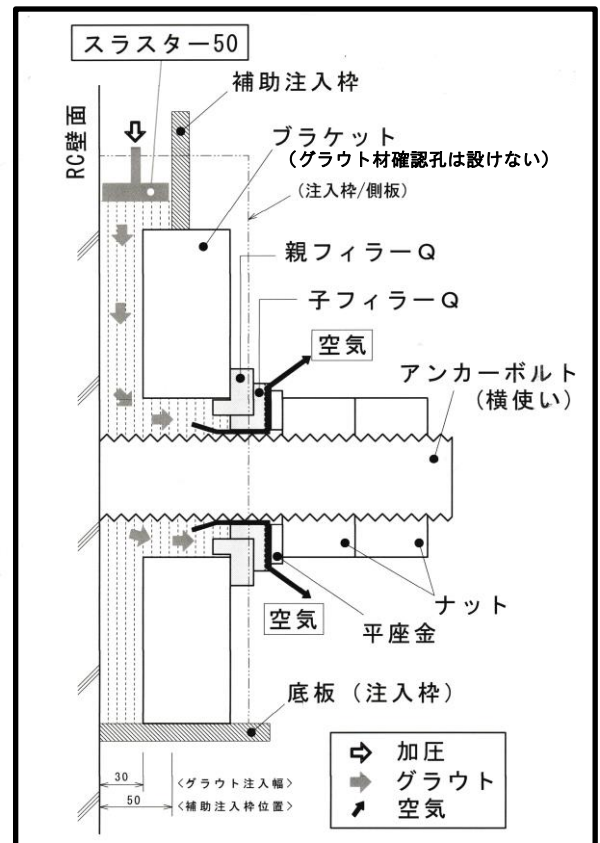 スラスター50
補助注入枠
RC壁面
ブラケット
(グラウト材確認孔は設けない)
(注入枠/側板)
親フィラーQ
子フィラーQ
空気
アンカーボルト
(横使い)
ナット
空気
平座金
底板(注入枠)
加圧
グラウト
空気
30
〈グラウト注入幅〉
50
〈補助注入枠位置〉